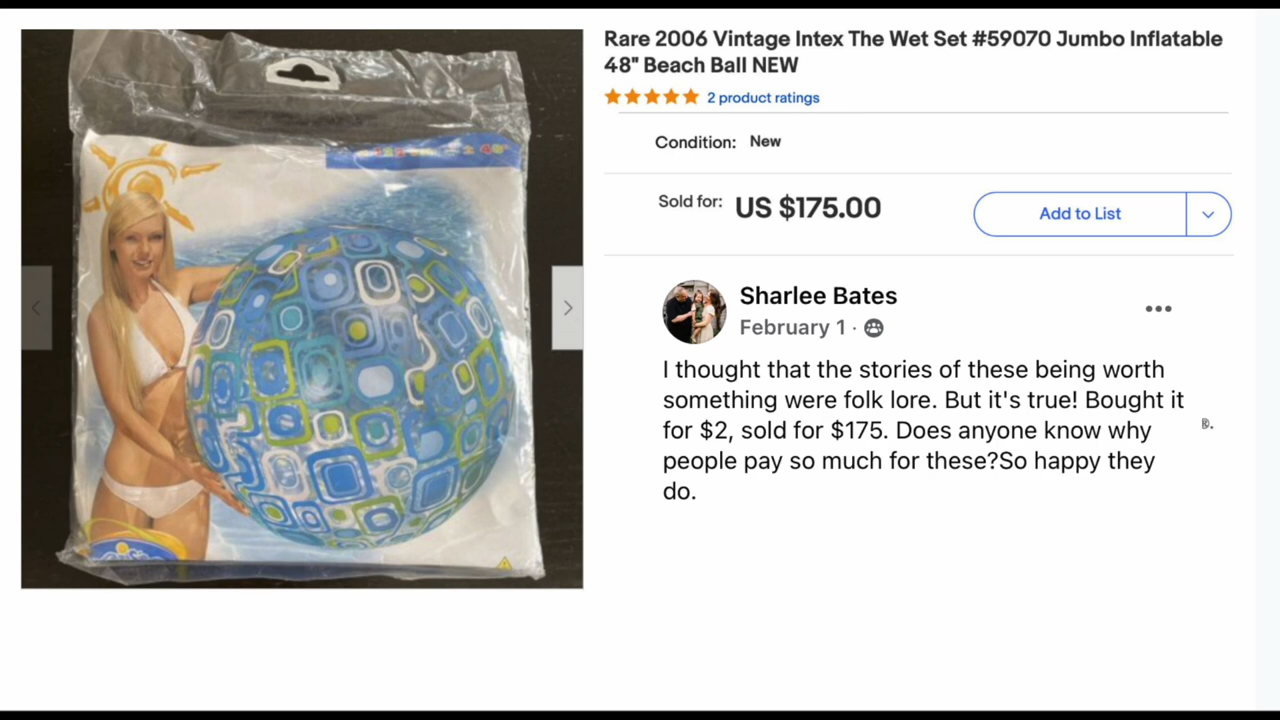 Rare 2006 Vintage Intex The Wet Set #59070 Jumbo Inflatable
48" Beach Ball NEW
2 product ratings
Condition: New
Sold for: US $175.00
Add to List
Sharlee Bates
February 1 ·
I thought that the stories of these being worth
something were folk lore. But it's true! Bought it
for $2, sold for $175. Does anyone know why
people pay so much for these?So happy they
do.